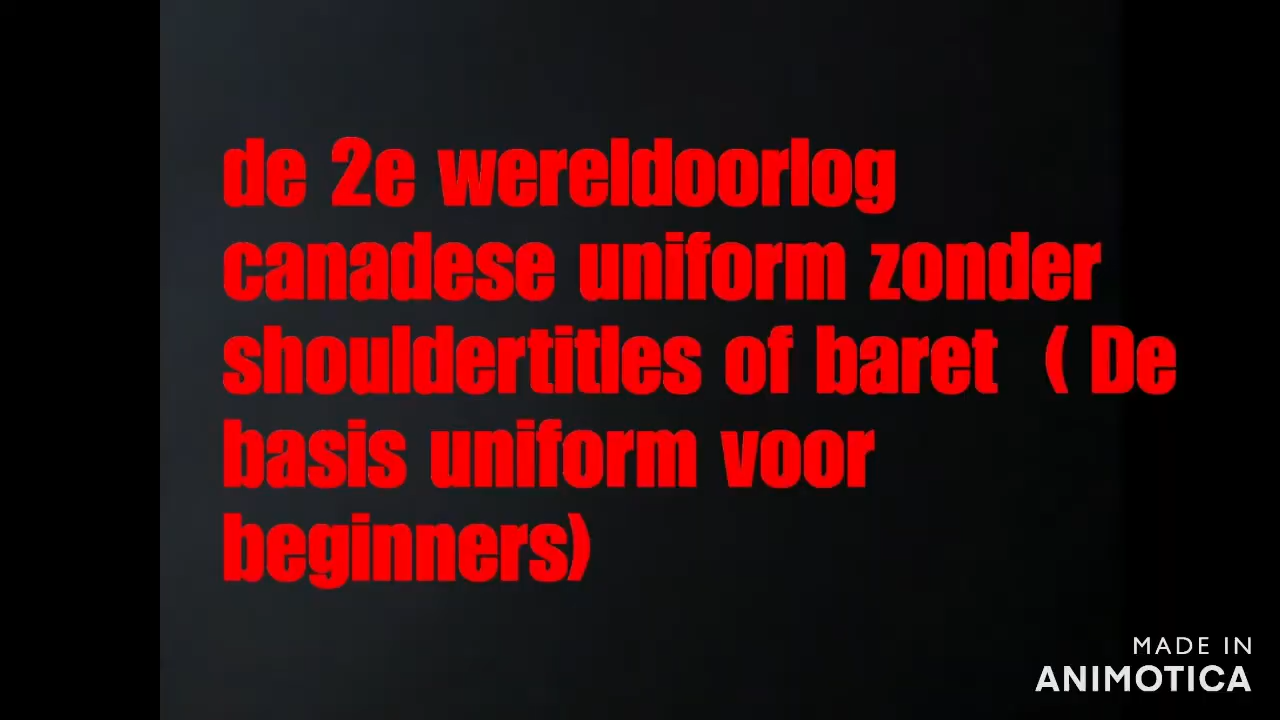 de 2e wereldoorlog
canadese uniform zonder
shouldertitles of baret ( De
basis uniform voor
beginners)
MADE IN
ANIMOTICA